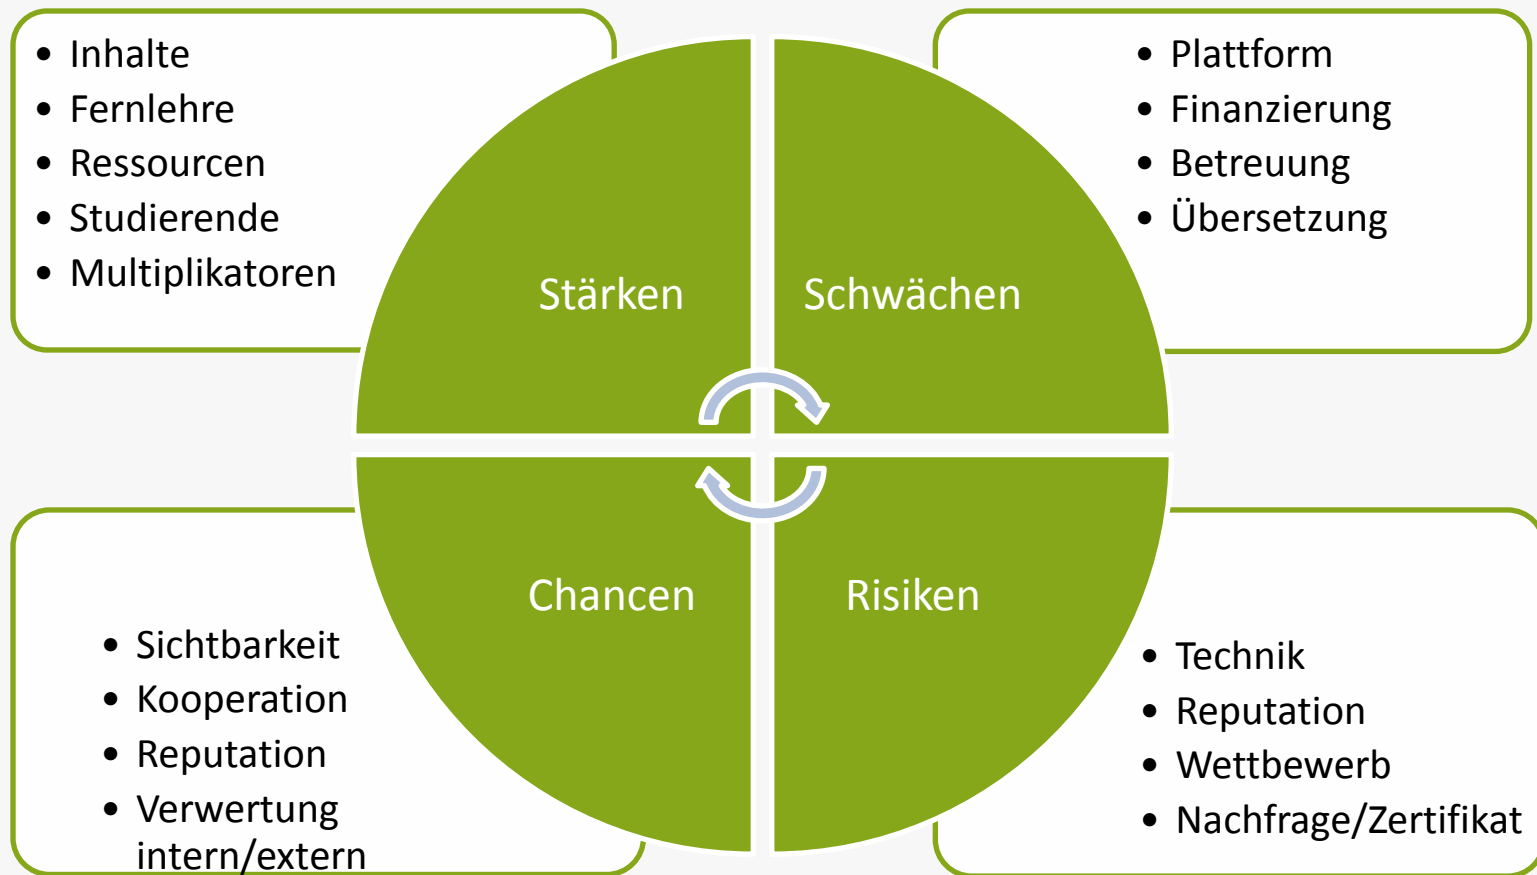 • Inhalte
• Fernlehre
• Ressourcen
• Studierende
• Multiplikatoren
Stärken
Schwächen
• Plattform
• Finanzierung
• Betreuung
• Übersetzung
Chancen
Risiken
• Sichtbarkeit
• Kooperation
• Reputation
• Verwertung
intern/extern
• Technik
• Reputation
• Wettbewerb
• Nachfrage/Zertifikat